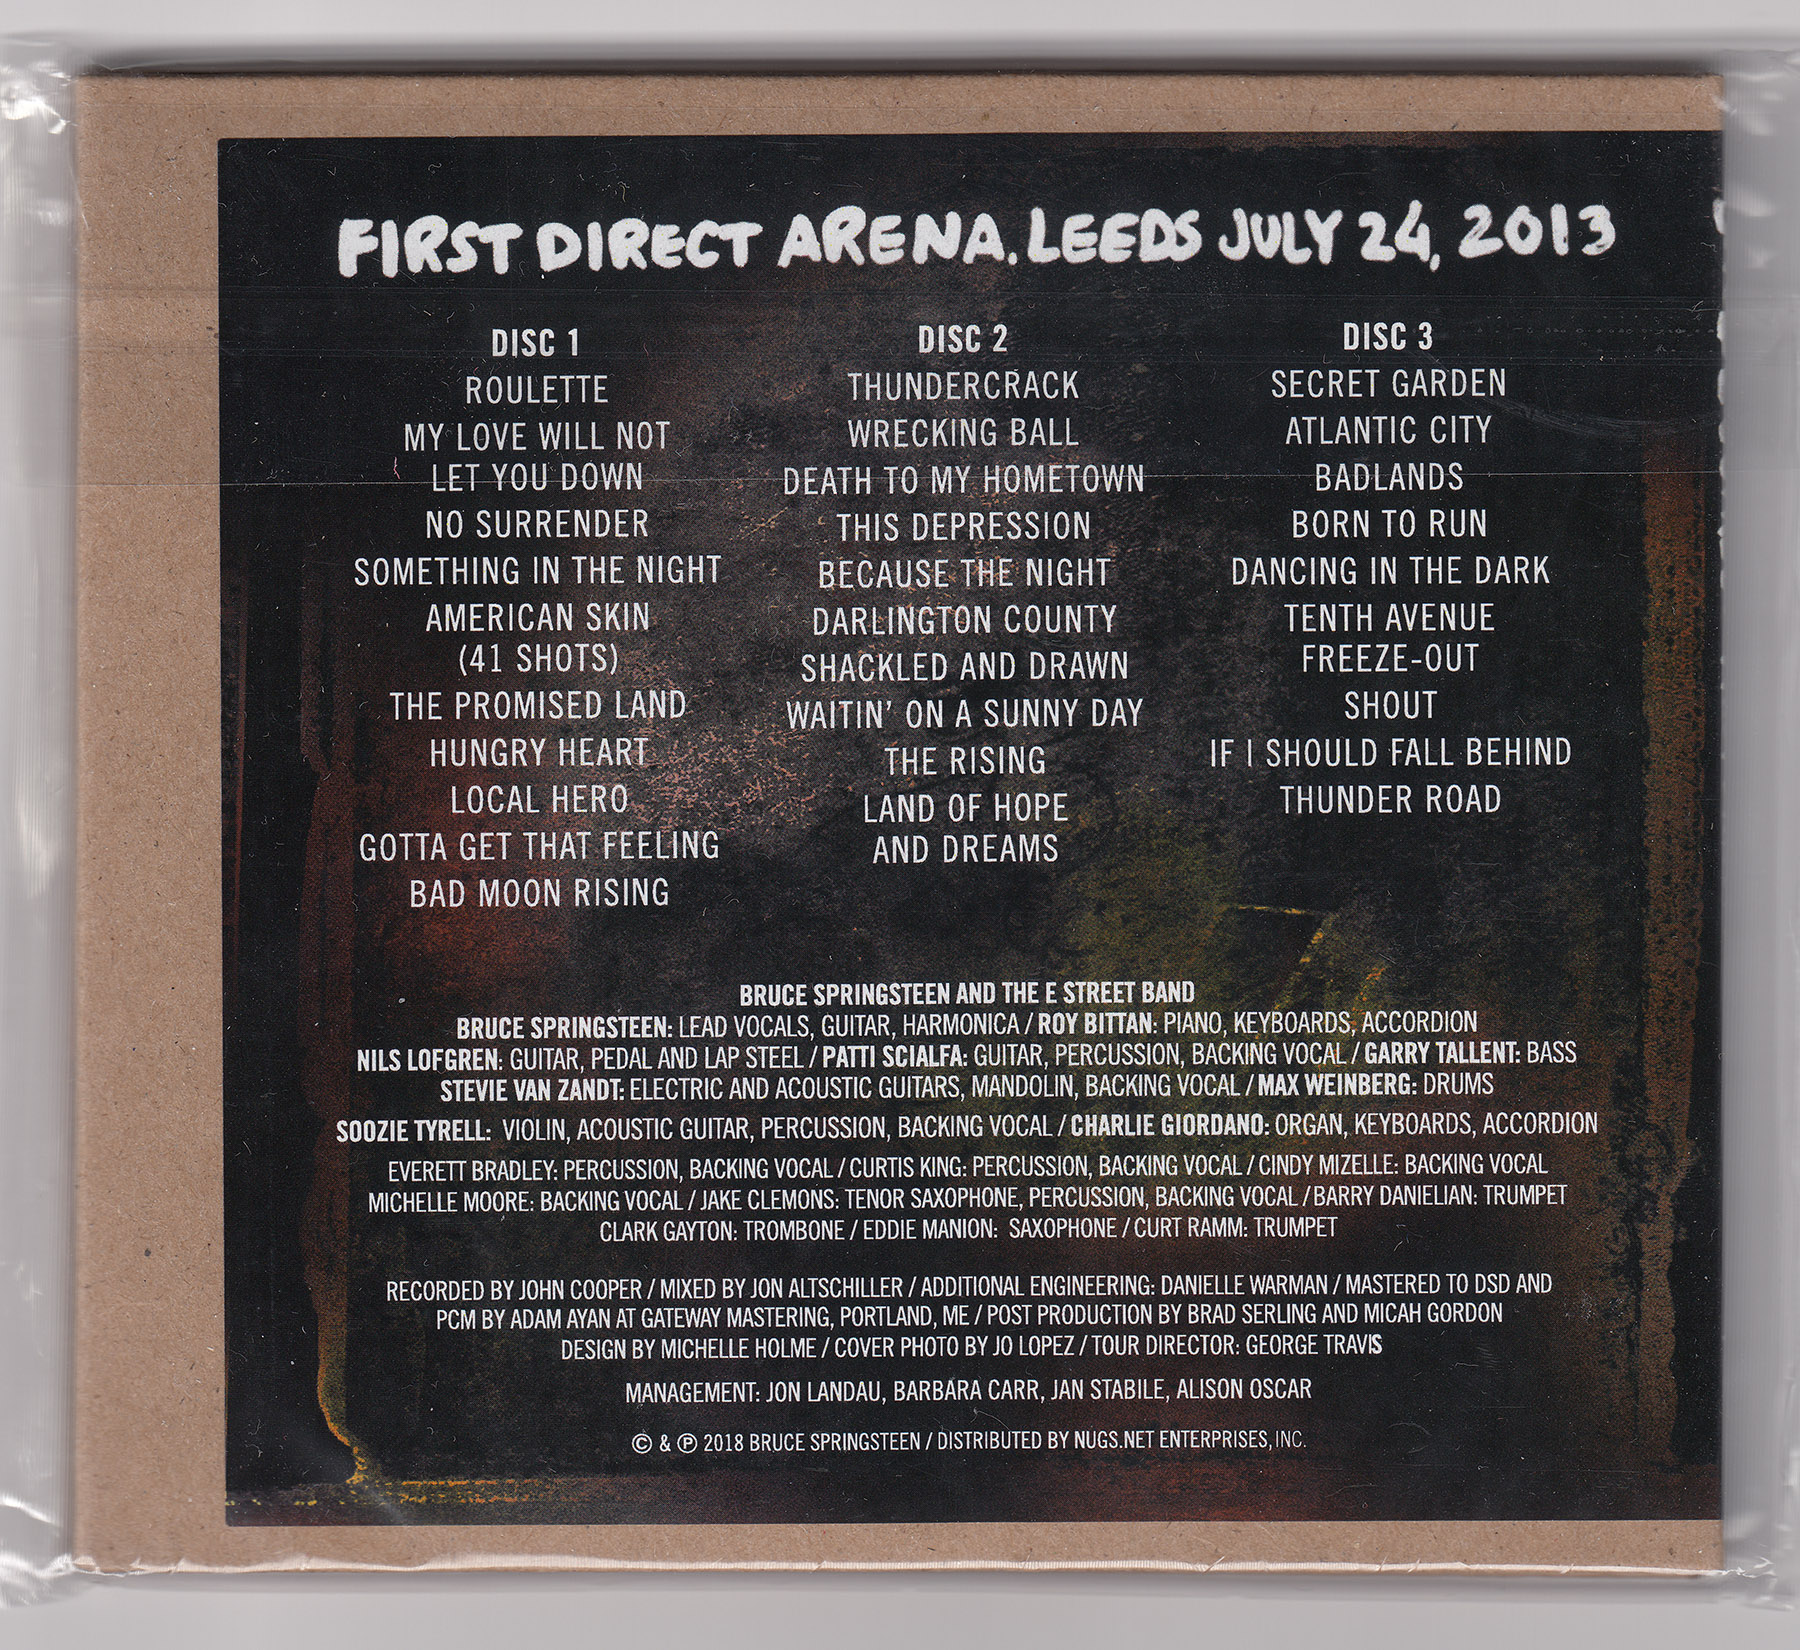 FIRST DIRECT ARENA. LEEDS JULY 24, 2013
DISC 1
ROULETTE
MY LOVE WILL NOT
LET YOU DOWN
NO SURRENDER
SOMETHING IN THE NIGHT
AMERICAN SKIN
(41 SHOTS)
THE PROMISED LAND
HUNGRY HEART
LOCAL HERO
GOTTA GET THAT FEELING
BAD MOON RISING
DISC 2
THUNDERCRACK
WRECKING BALL
DEATH TO MY HOMETOWN
THIS DEPRESSION
BECAUSE THE NIGHT
DARLINGTON COUNTY
SHACKLED AND DRAWN
WAITIN' ON A SUNNY DAY
THE RISING
LAND OF HOPE
AND DREAMS
DISC 3
SECRET GARDEN
ATLANTIC CITY
BADLANDS
BORN TO RUN
DANCING IN THE DARK
TENTH AVENUE
FREEZE-OUT
SHOUT
IF I SHOULD FALL BEHIND
THUNDER ROAD
BRUCE SPRINGSTEEN AND THE E STREET BAND
BRUCE SPRINGSTEEN: LEAD VOCALS, GUITAR, HARMONICA / ROY BITTAN: PIANO, KEYBOARDS, ACCORDION
NILS LOFGREN: GUITAR, PEDAL AND LAP STEEL / PATTI SCIALFA: GUITAR, PERCUSSION, BACKING VOCAL / GARRY TALLENT: BASS
STEVIE VAN ZANDT: ELECTRIC AND ACOUSTIC GUITARS, MANDOLIN, BACKING VOCAL / MAX WEINBERG: DRUMS
SOOZIE TYRELL: VIOLIN, ACOUSTIC GUITAR, PERCUSSION, BACKING VOCAL / CHARLIE GIORDANO: ORGAN, KEYBOARDS, ACCORDION
EVERETT BRADLEY: PERCUSSION, BACKING VOCAL / CURTIS KING: PERCUSSION, BACKING VOCAL / CINDY MIZELLE: BACKING VOCAL
MICHELLE MOORE: BACKING VOCAL / JAKE CLEMONS: TENOR SAXOPHONE, PERCUSSION, BACKING VOCAL / BARRY DANIELIAN: TRUMPET
CLARK GAYTON: TROMBONE / EDDIE MANION: SAXOPHONE / CURT RAMM: TRUMPET
RECORDED BY JOHN COOPER / MIXED BY JON ALTSCHILLER / ADDITIONAL ENGINEERING: DANIELLE WARMAN / MASTERED TO DSD AND
PCM BY ADAM AYAN AT GATEWAY MASTERING, PORTLAND, ME / POST PRODUCTION BY BRAD SERLING AND MICAH GORDON
DESIGN BY MICHELLE HOLME / COVER PHOTO BY JO LOPEZ / TOUR DIRECTOR: GEORGE TRAVIS
MANAGEMENT: JON LANDAU, BARBARA CARR, JAN STABILE, ALISON OSCAR
© & ℗ 2018 BRUCE SPRINGSTEEN / DISTRIBUTED BY NUGS.NET ENTERPRISES, INC.